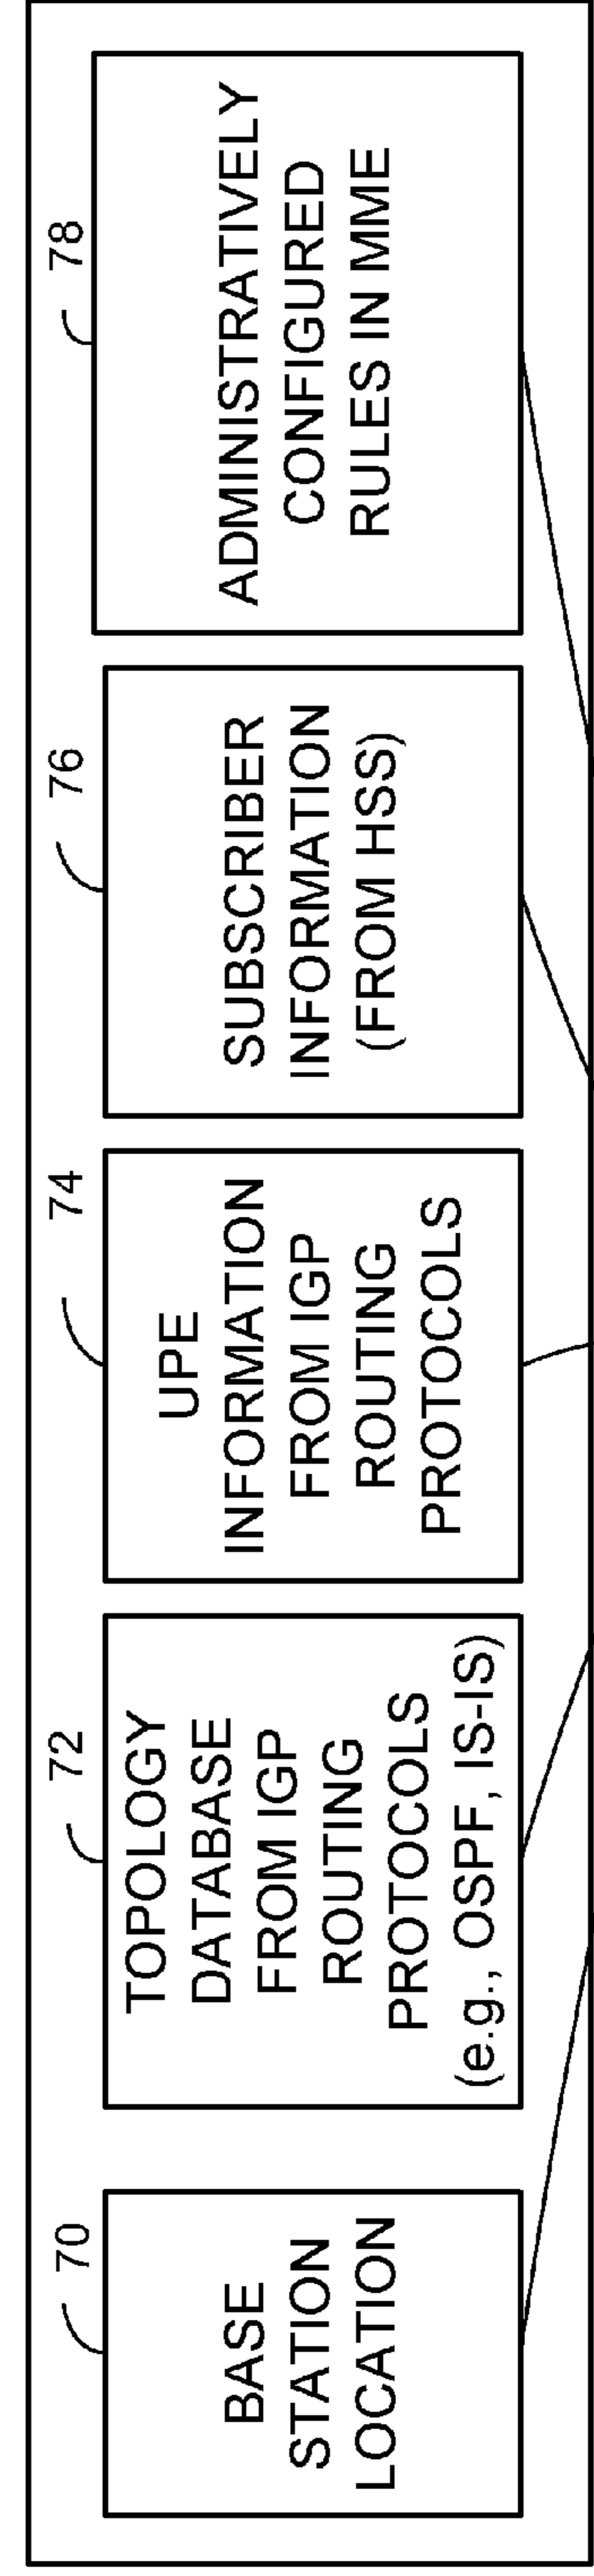 70
BASE
STATION
LOCATION
72
TOPOLOGY
DATABASE
FROM IGP
ROUTING
PROTOCOLS
(e.g., OSPF, IS-IS)
74
UPE
INFORMATION
FROM IGP
ROUTING
PROTOCOLS
76
SUBSCRIBER
INFORMATION
(FROM HSS)
78
ADMINISTRATIVELY
CONFIGURED
RULES IN MME